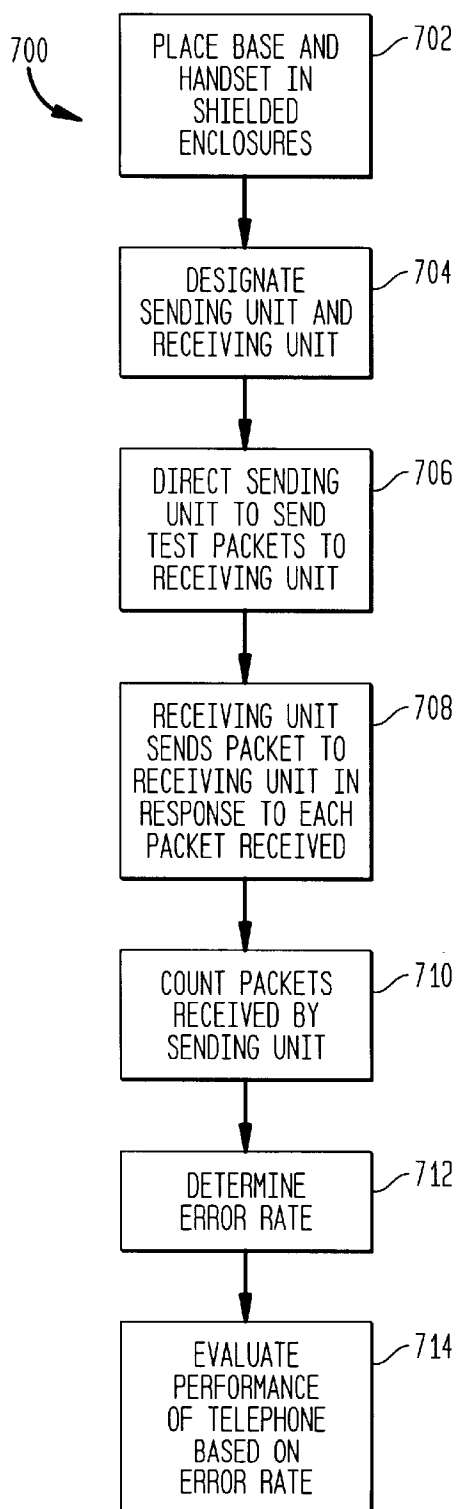 700
702
PLACE BASE AND
HANDSET IN
SHIELDED
ENCLOSURES
704
DESIGNATE
SENDING UNIT AND
RECEIVING UNIT
706
DIRECT SENDING
UNIT TO SEND
TEST PACKETS TO
RECEIVING UNIT
708
RECEIVING UNIT
SENDS PACKET TO
RECEIVING UNIT IN
RESPONSE TO EACH
PACKET RECEIVED
710
COUNT PACKETS
RECEIVED BY
SENDING UNIT
712
DETERMINE
ERROR RATE
714
EVALUATE
PERFORMANCE
OF TELEPHONE
BASED ON
ERROR RATE